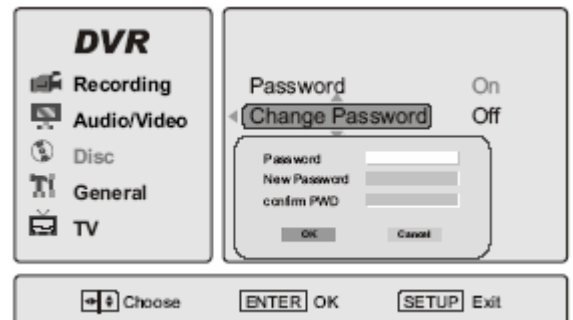 DVR
Recording
Audio/Video
Disc
General
TV
Password On
Change Password Off
Password
New Password
confirm PWD
OK Cancel
Choose ENTER OK SETUP Exit